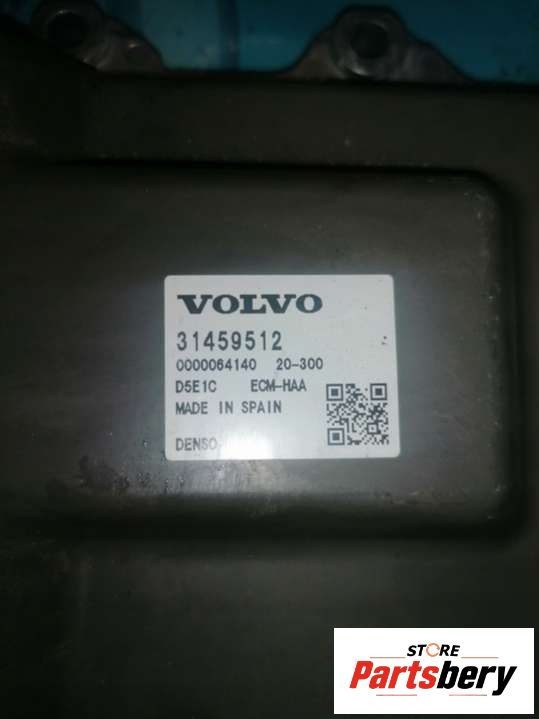 VOLVO
31459512
0000064140 20-300
D5E1C ECM-HAA
MADE IN SPAIN
DENSO
STORE
Partsbery